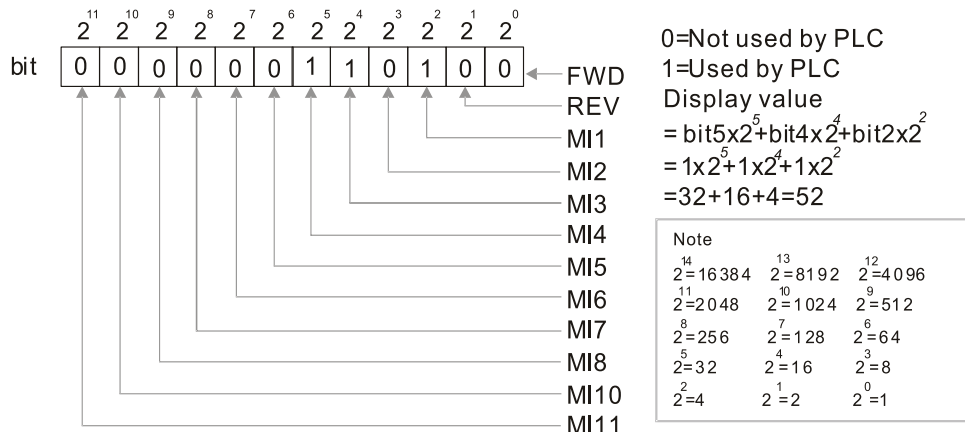 2^11 2^10 2^9 2^8 2^7 2^6 2^5 2^4 2^3 2^2 2^1 2^0
bit 0 0 0 0 0 0 1 1 0 1 0 0
FWD
REV
MI1
MI2
MI3
MI4
MI5
MI6
MI7
MI8
MI10
MI11
0=Not used by PLC
1=Used by PLC
Display value
= bit5x2^5+bit4x2^4+bit2x2^2
= 1x2^5+1x2^4+1x2^2
=32+16+4=52
Note
2^14=16384 2^13=8192 2^12=4096
2^11=2048 2^10=1024 2^9=512
2^8=256 2^7=128 2^6=64
2^5=32 2^4=16 2^3=8
2^2=4 2^1=2 2^0=1